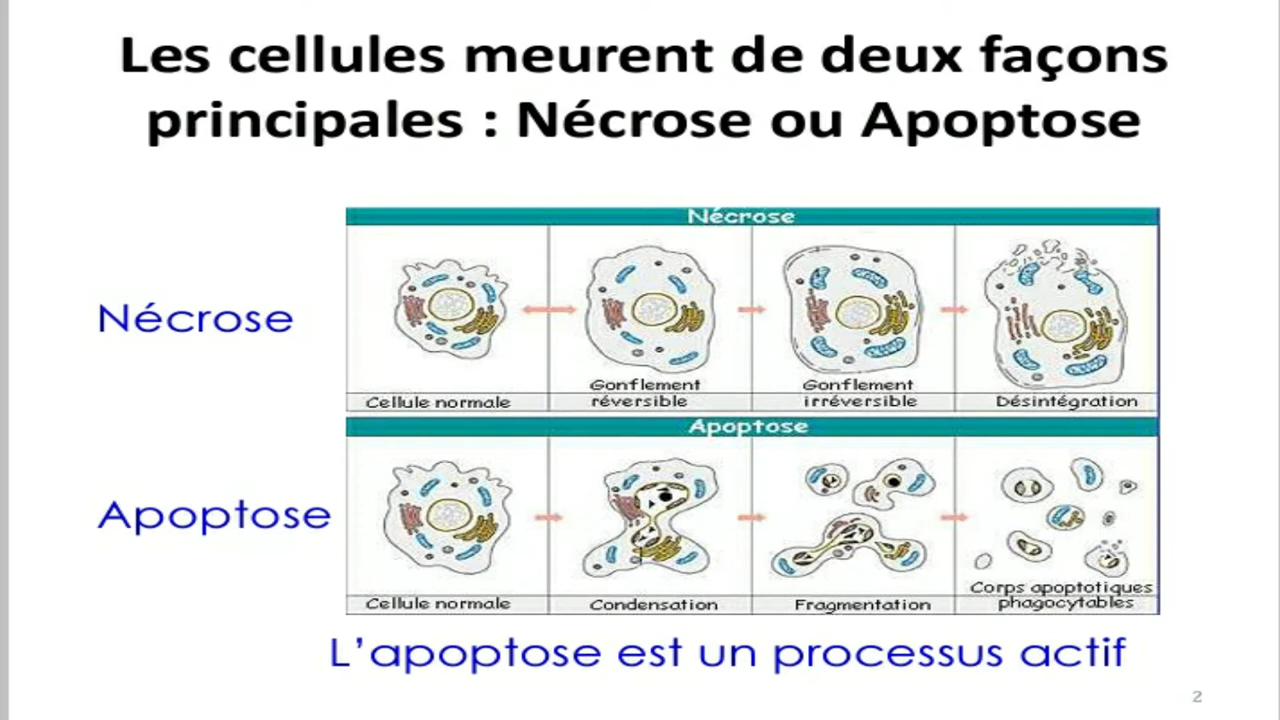 Les cellules meurent de deux façons
principales : Nécrose ou Apoptose
Nécrose
Nécrose
Cellule normale
Gonflement
réversible
Gonflement
irréversible
Désintégration
Apoptose
Apoptose
Cellule normale
Condensation
Fragmentation
Corps apoptotiques
phagocytables
L’apoptose est un processus actif
2